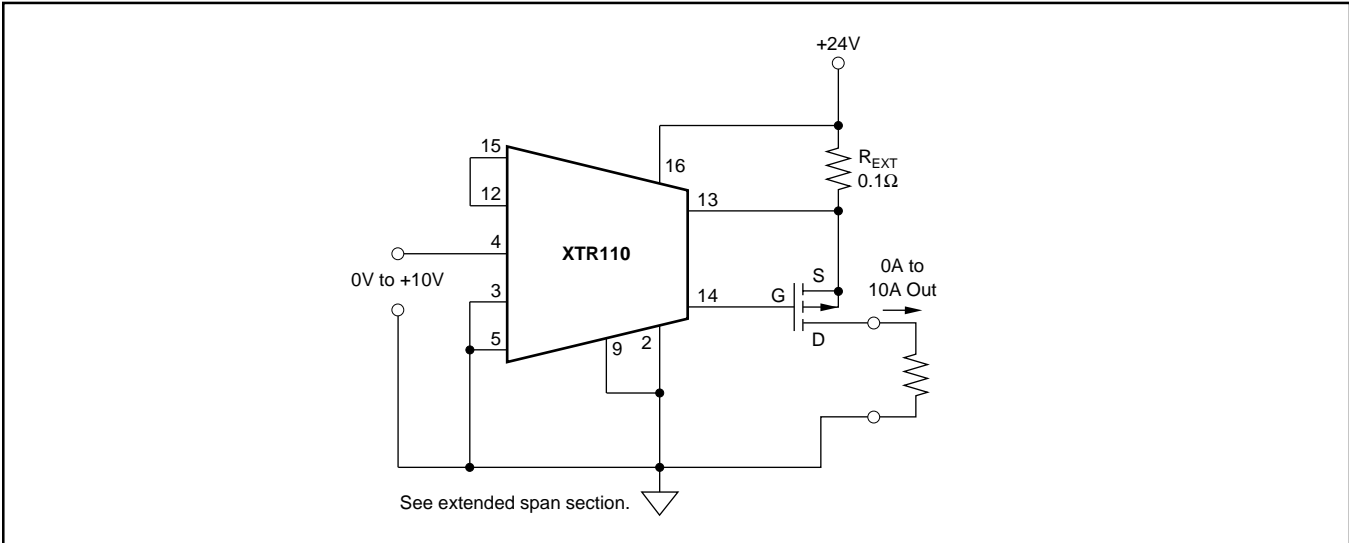 +24V
15
16
R_EXT
0.1Ω
12
13
4
XTR110
0V to +10V
S
0A to
10A Out
3
14
G
5
9
2
D
See extended span section.